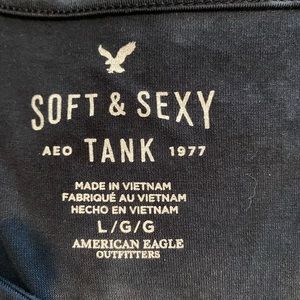 SOFT & SEXY
AEO TANK 1977
MADE IN VIETNAM
FABRIQUÉ AU VIETNAM
HECHO EN VIETNAM
L/G/G
AMERICAN EAGLE
OUTFITTERS